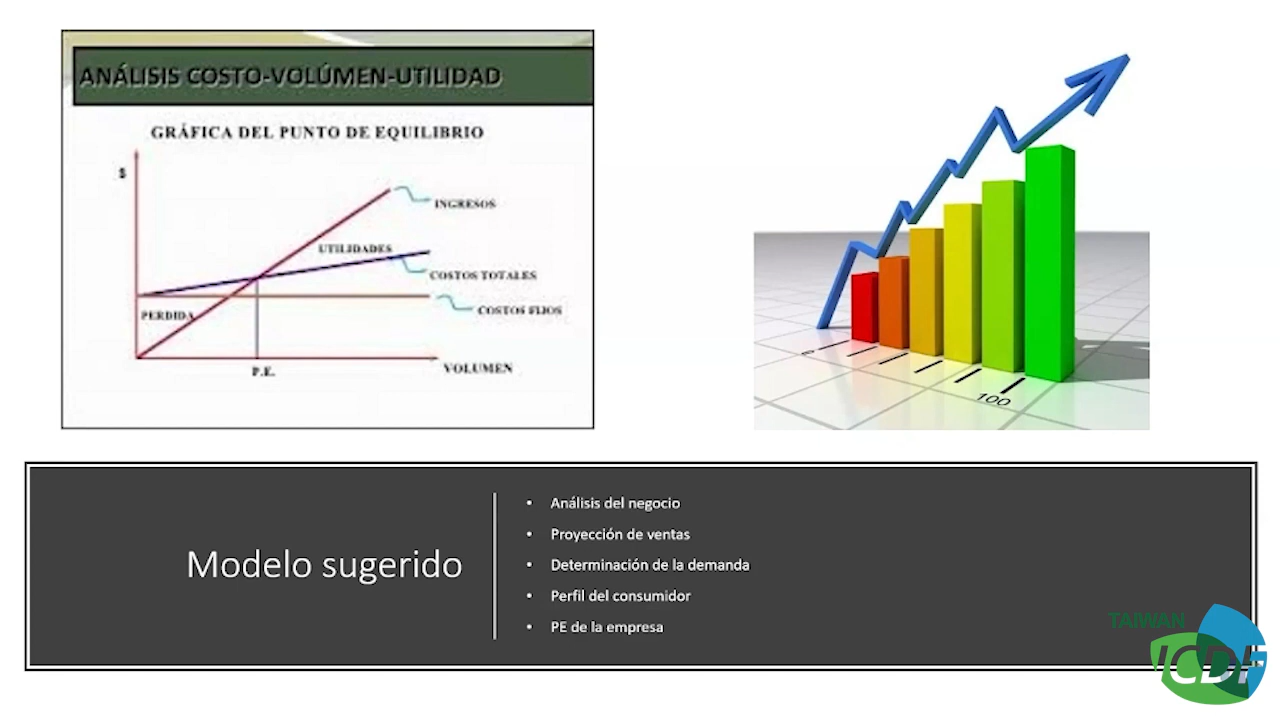 ANÁLISIS COSTO-VOLÚMEN-UTILIDAD
GRÁFICA DEL PUNTO DE EQUILIBRIO
$
INGRESOS
UTILIDADES
COSTOS TOTALES
PERDIDA
COSTOS FIJOS
P.E.
VOLUMEN
0
100
Modelo sugerido
• Análisis del negocio
• Proyección de ventas
• Determinación de la demanda
• Perfil del consumidor
• PE de la empresa
TAIWAN
ICDF